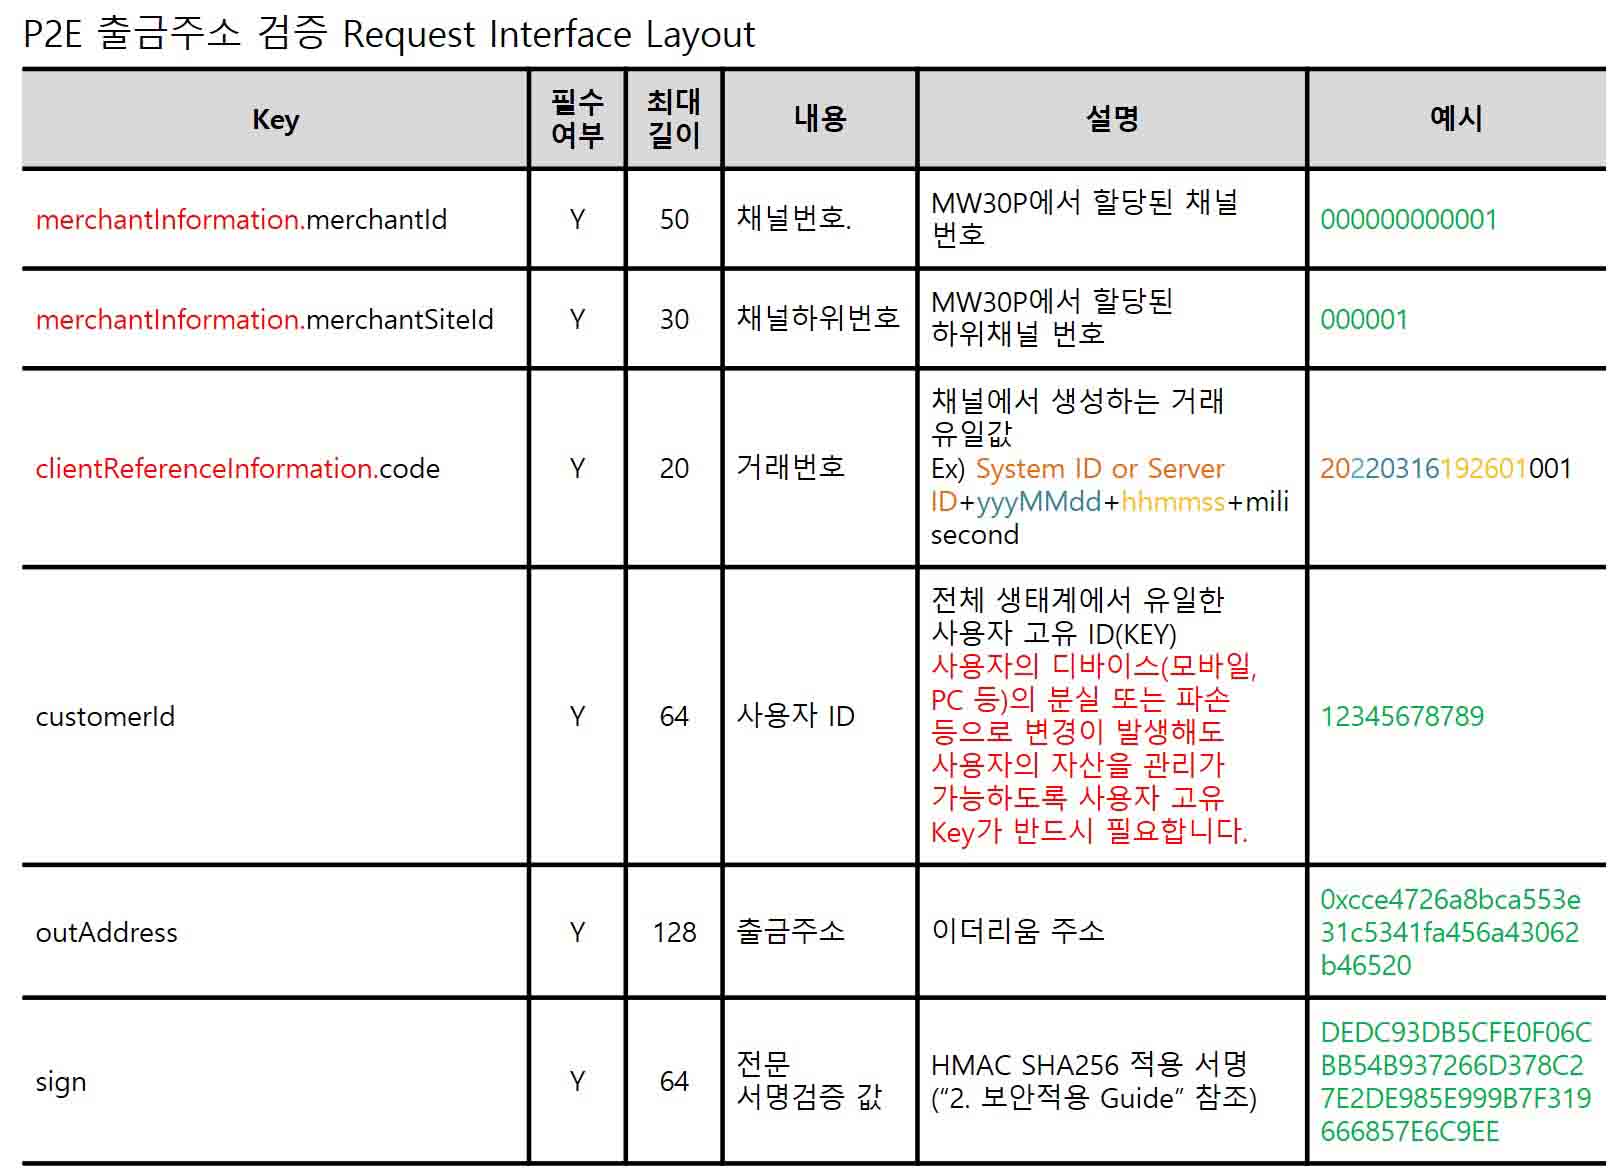 P2E 출금주소 검증 Request Interface Layout
Key
필수
여부
최대
길이
내용
설명
예시
merchantInformation.merchantId
Y
50
채널번호.
MW30P에서 할당된 채널
번호
000000000001
merchantInformation.merchantSiteId
Y
30
채널하위번호
MW30P에서 할당된
하위채널 번호
000001
clientReferenceInformation.code
Y
20
거래번호
채널에서 생성하는 거래
유일값
Ex) System ID or Server
ID+yyyMMdd+hhmmss+mili
second
20220316192601001
customerId
Y
64
사용자 ID
전체 생태계에서 유일한
사용자 고유 ID(KEY)
사용자의 디바이스(모바일,
PC 등)의 분실 또는 파손
등으로 변경이 발생해도
사용자의 자산을 관리가
가능하도록 사용자 고유
Key가 반드시 필요합니다.
12345678789
outAddress
Y
128
출금주소
이더리움 주소
0xcce4726a8bca553e
31c5341fa456a43062
b46520
sign
Y
64
전문
서명검증 값
HMAC SHA256 적용 서명
(“2. 보안적용 Guide” 참조)
DEDC93DB5CFE0F06C
BB54B937266D378C2
7E2DE985E999B7F319
666857E6C9EE